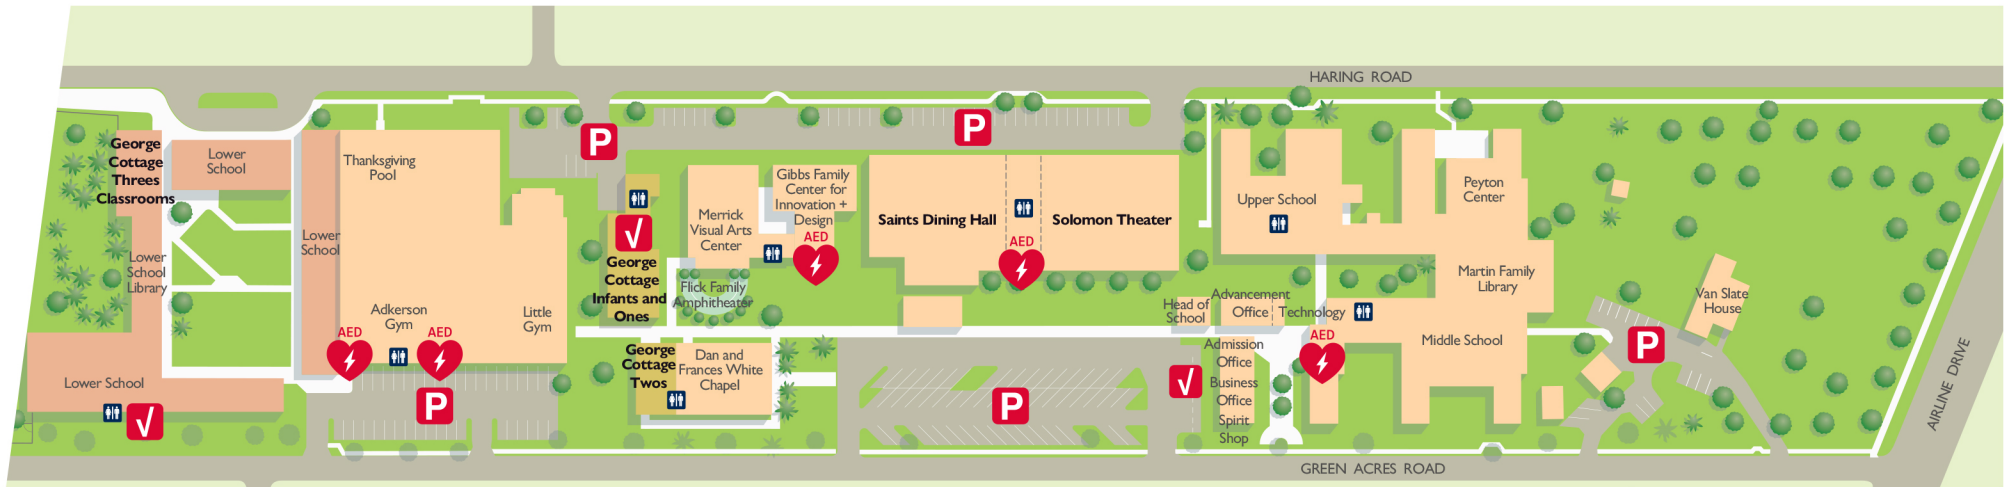 HARING ROAD
P
P
George
Cottage
Threes
Classrooms
Lower
School
Thanksgiving
Pool
Lower
School
Lower
School
Library
Lower School
√
Adkerson
Gym
AED
AED
P
Little
Gym
√
George
Cottage
Infants and
Ones
George
Cottage
Twos
Merrick
Visual Arts
Center
Gibbs Family
Center for
Innovation +
Design
AED
Flick Family
Amphitheater
Dan and
Frances White
Chapel
Saints Dining Hall
Solomon Theater
AED
P
Head of
School
Advancement
Office
Technology
AED
√
Admission
Office
Business
Office
Spirit
Shop
Upper School
Peyton
Center
Martin Family
Library
Middle School
Van Slate
House
P
AIRLINE DRIVE
GREEN ACRES ROAD